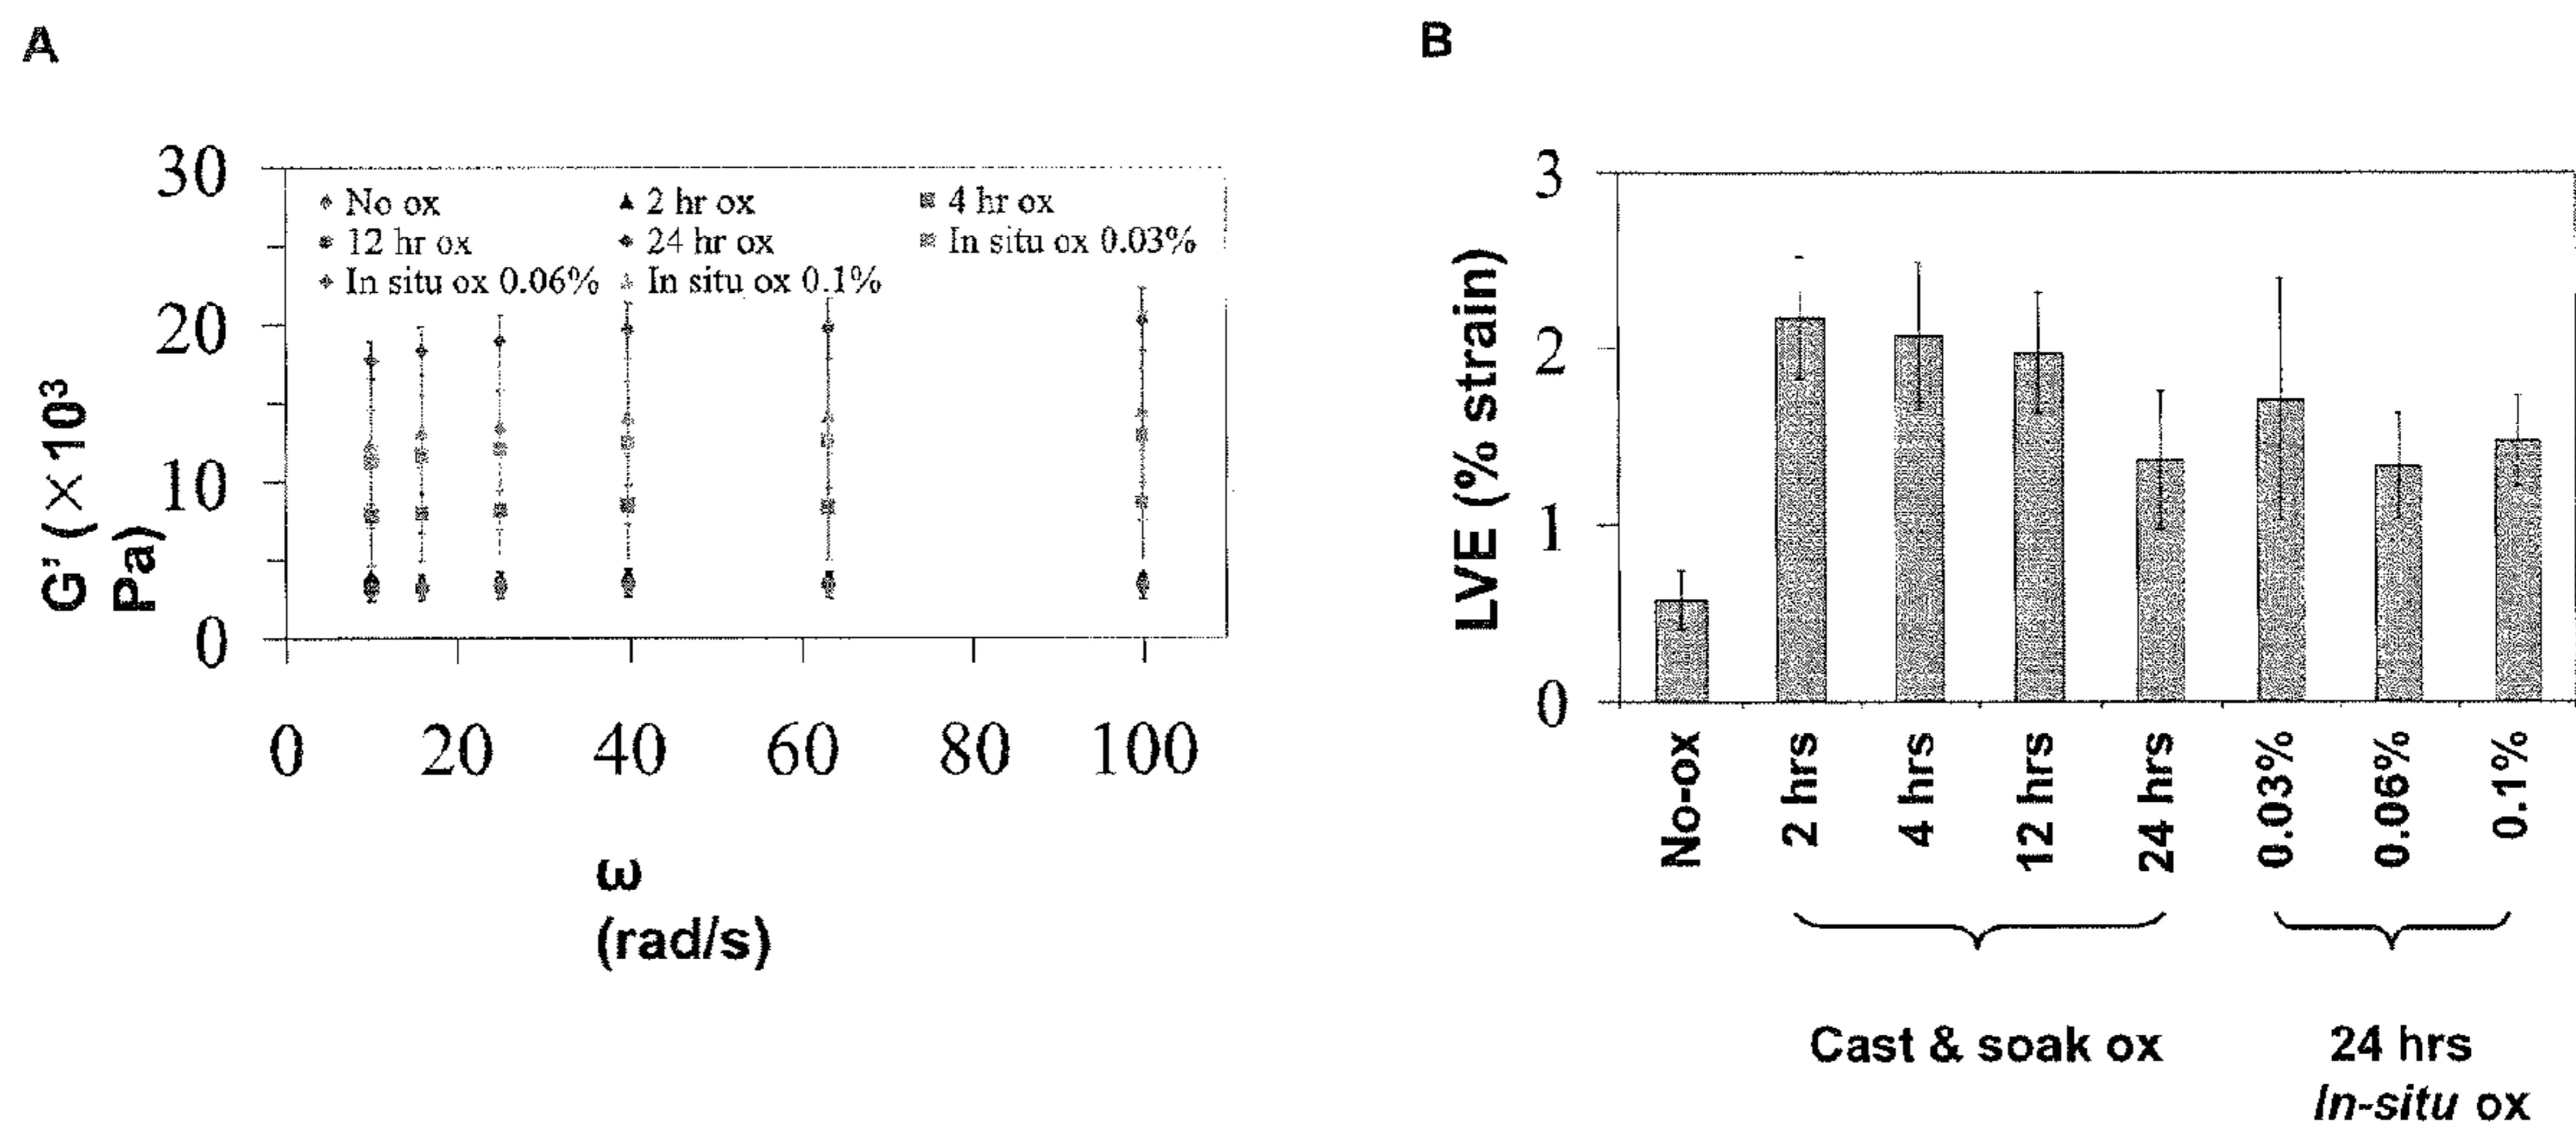 A
30
20
10
0
G' (×10³
Pa)
No ox
2 hr ox
4 hr ox
12 hr ox
24 hr ox
In situ ox 0.03%
In situ ox 0.06%
In situ ox 0.1%
0 20 40 60 80 100
ω
(rad/s)
B
3
2
1
0
LVE (% strain)
No-ox
2 hrs
4 hrs
12 hrs
24 hrs
0.03%
0.06%
0.1%
Cast & soak ox
24 hrs
In-situ ox